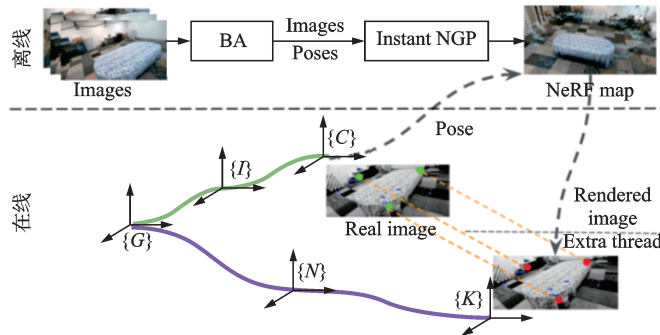 离线
Images
BA
Images
Poses
Instant NGP
NeRF map
Pose
在线
{C}
{I}
{G}
Real image
Rendered
image
Extra thread
{N}
{K}